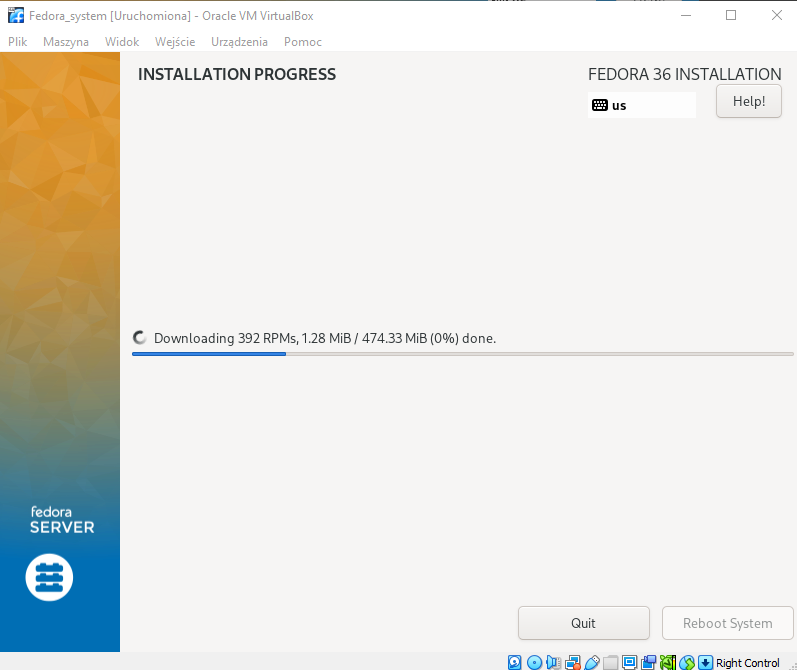 Fedora_system [Uruchomiona] - Oracle VM VirtualBox
Plik Maszyna Widok Wejście Urządzenia Pomoc
INSTALLATION PROGRESS
FEDORA 36 INSTALLATION
us
Help!
Downloading 392 RPMs, 1.28 MiB / 474.33 MiB (0%) done.
fedora
SERVER
Quit
Reboot System
Right Control